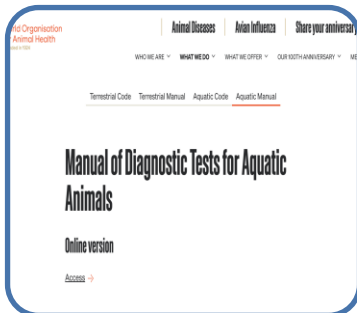 Animal Diseases Avian Influenza Share your anniversary
rld Organisation
Animal Health
WHO WE ARE WHAT WE DO WHAT WE OFFER OUR 100TH ANNIVERSARY ME
Terrestrial Code Terrestrial Manual Aquatic Code Aquatic Manual
Manual of Diagnostic Tests for Aquatic
Animals
Online version
Access →